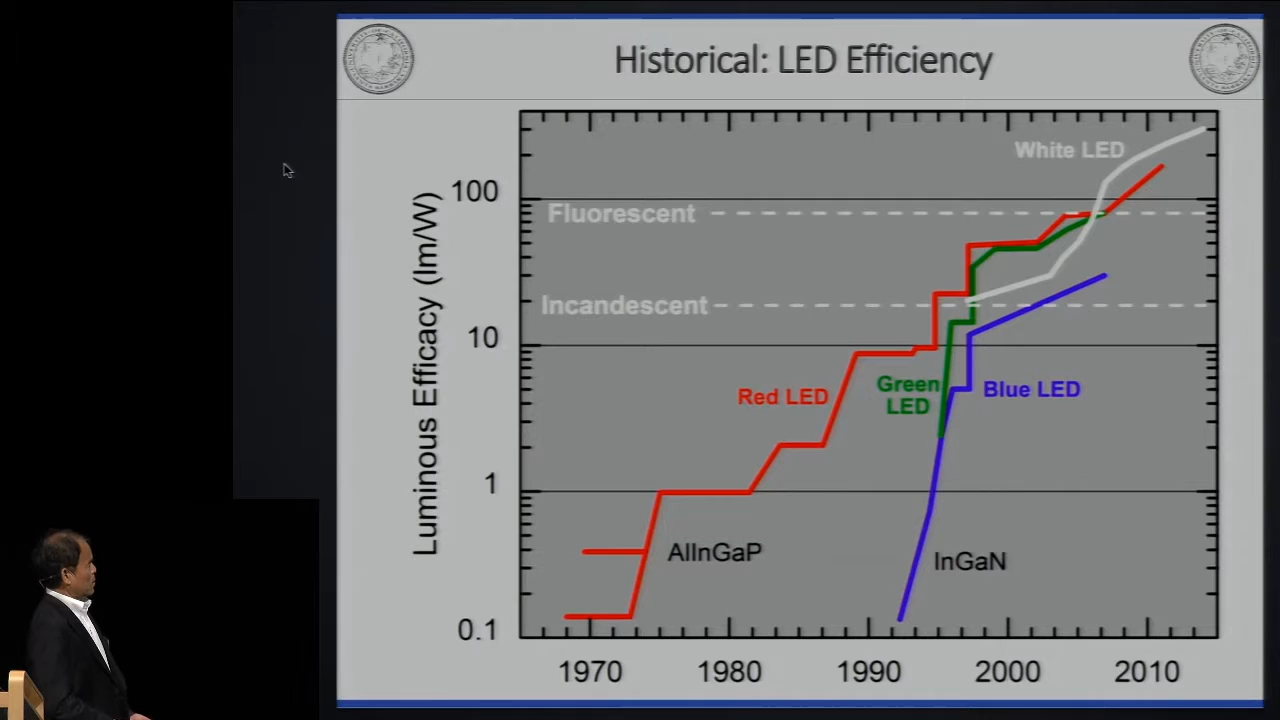 Historical: LED Efficiency
Luminous Efficacy (lm/W)
100
10
1
0.1
White LED
Fluorescent
Incandescent
Red LED
Green
LED
Blue LED
AlInGaP
InGaN
1970
1980
1990
2000
2010